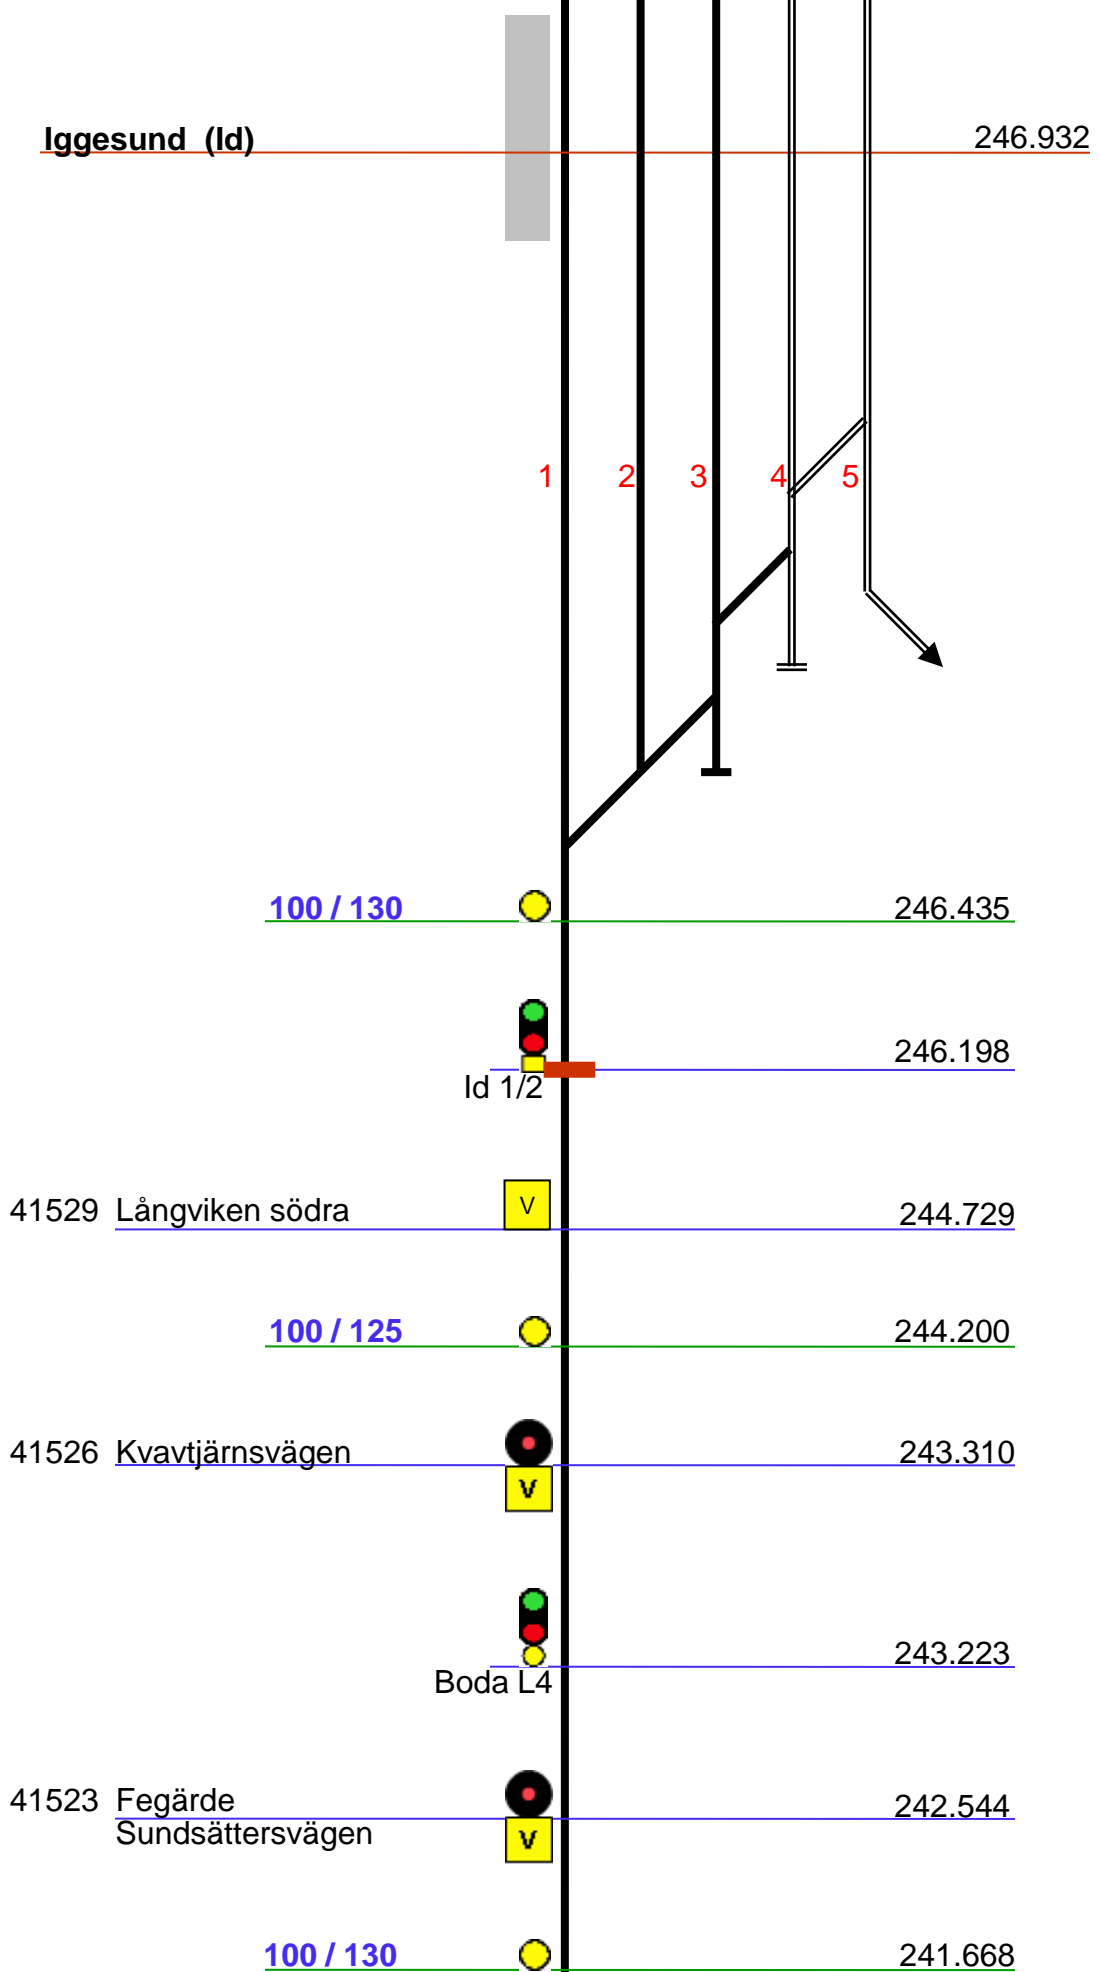 Iggesund (Id) 246.932
1 2 3 4 5
100 / 130 246.435
246.198
Id 1/2
41529 Långviken södra V 244.729
100 / 125 244.200
41526 Kvavtjärnsvägen 243.310
V
243.223
Boda L4
41523 Fegärde 242.544
Sundsättersvägen V
100 / 130 241.668